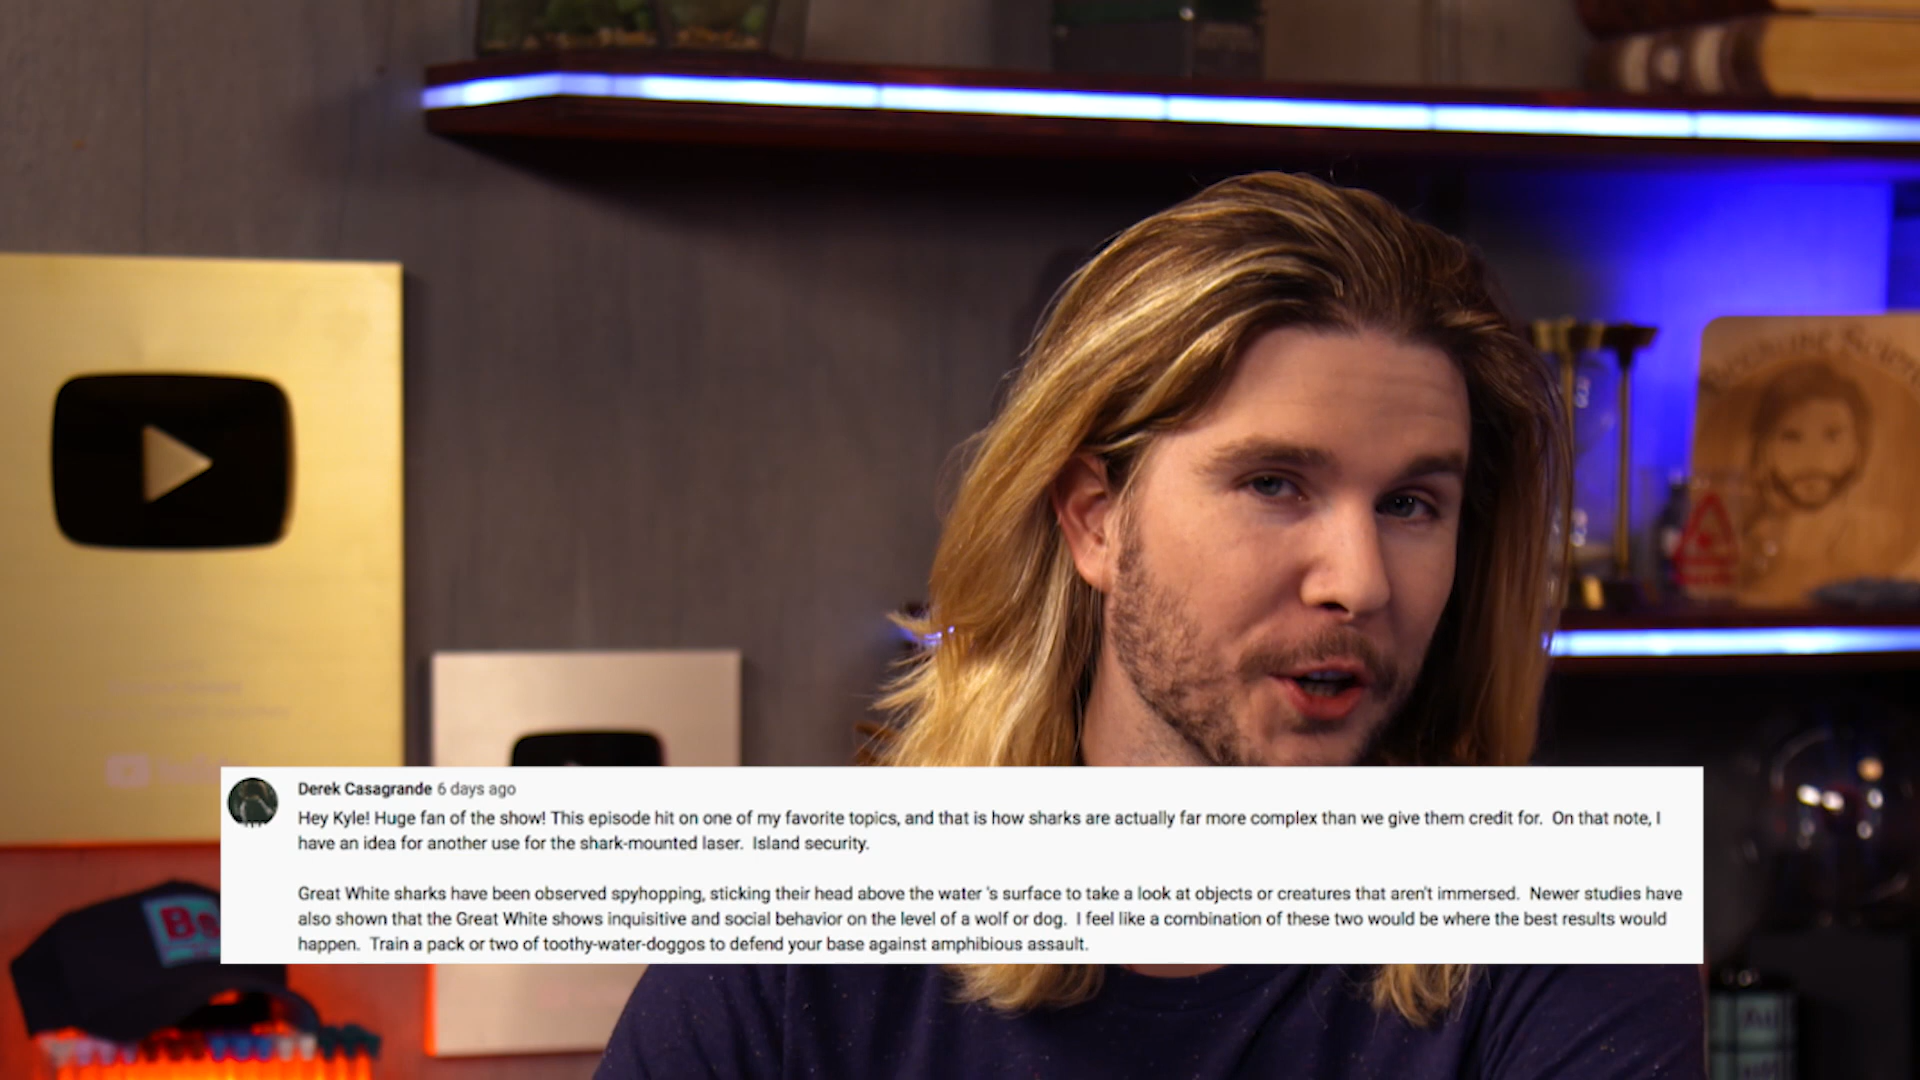 Because Science
Bs
Derek Casagrande 6 days ago
Hey Kyle! Huge fan of the show! This episode hit on one of my favorite topics, and that is how sharks are actually far more complex than we give them credit for.  On that note, I
have an idea for another use for the shark-mounted laser.  Island security.
Great White sharks have been observed spyhopping, sticking their head above the water 's surface to take a look at objects or creatures that aren't immersed.  Newer studies have
also shown that the Great White shows inquisitive and social behavior on the level of a wolf or dog.  I feel like a combination of these two would be where the best results would
happen.  Train a pack or two of toothy-water-doggos to defend your base against amphibious assault.